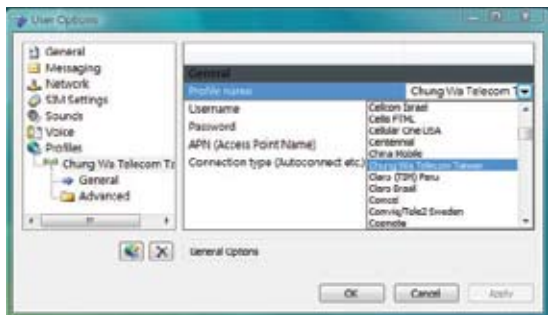 User Options
General
Messaging
Network
SIM Settings
Sounds
Voice
Profiles
Chung Wa Telecom Ta
General
Advanced
General
Profile name
Chung Wa Telecom T
Username
Password
APN (Access Point Name)
Connection type (Autoconnect etc.)
Cellcom Israel
Cellular One USA
Centennial
China Mobile
Chung Wa Telecom Taiwan
Claro (TIM) Peru
Claro Brasil
Comcel
Comviq/Tele2 Sweden
Cosmote
General Options
OK
Cancel
Apply